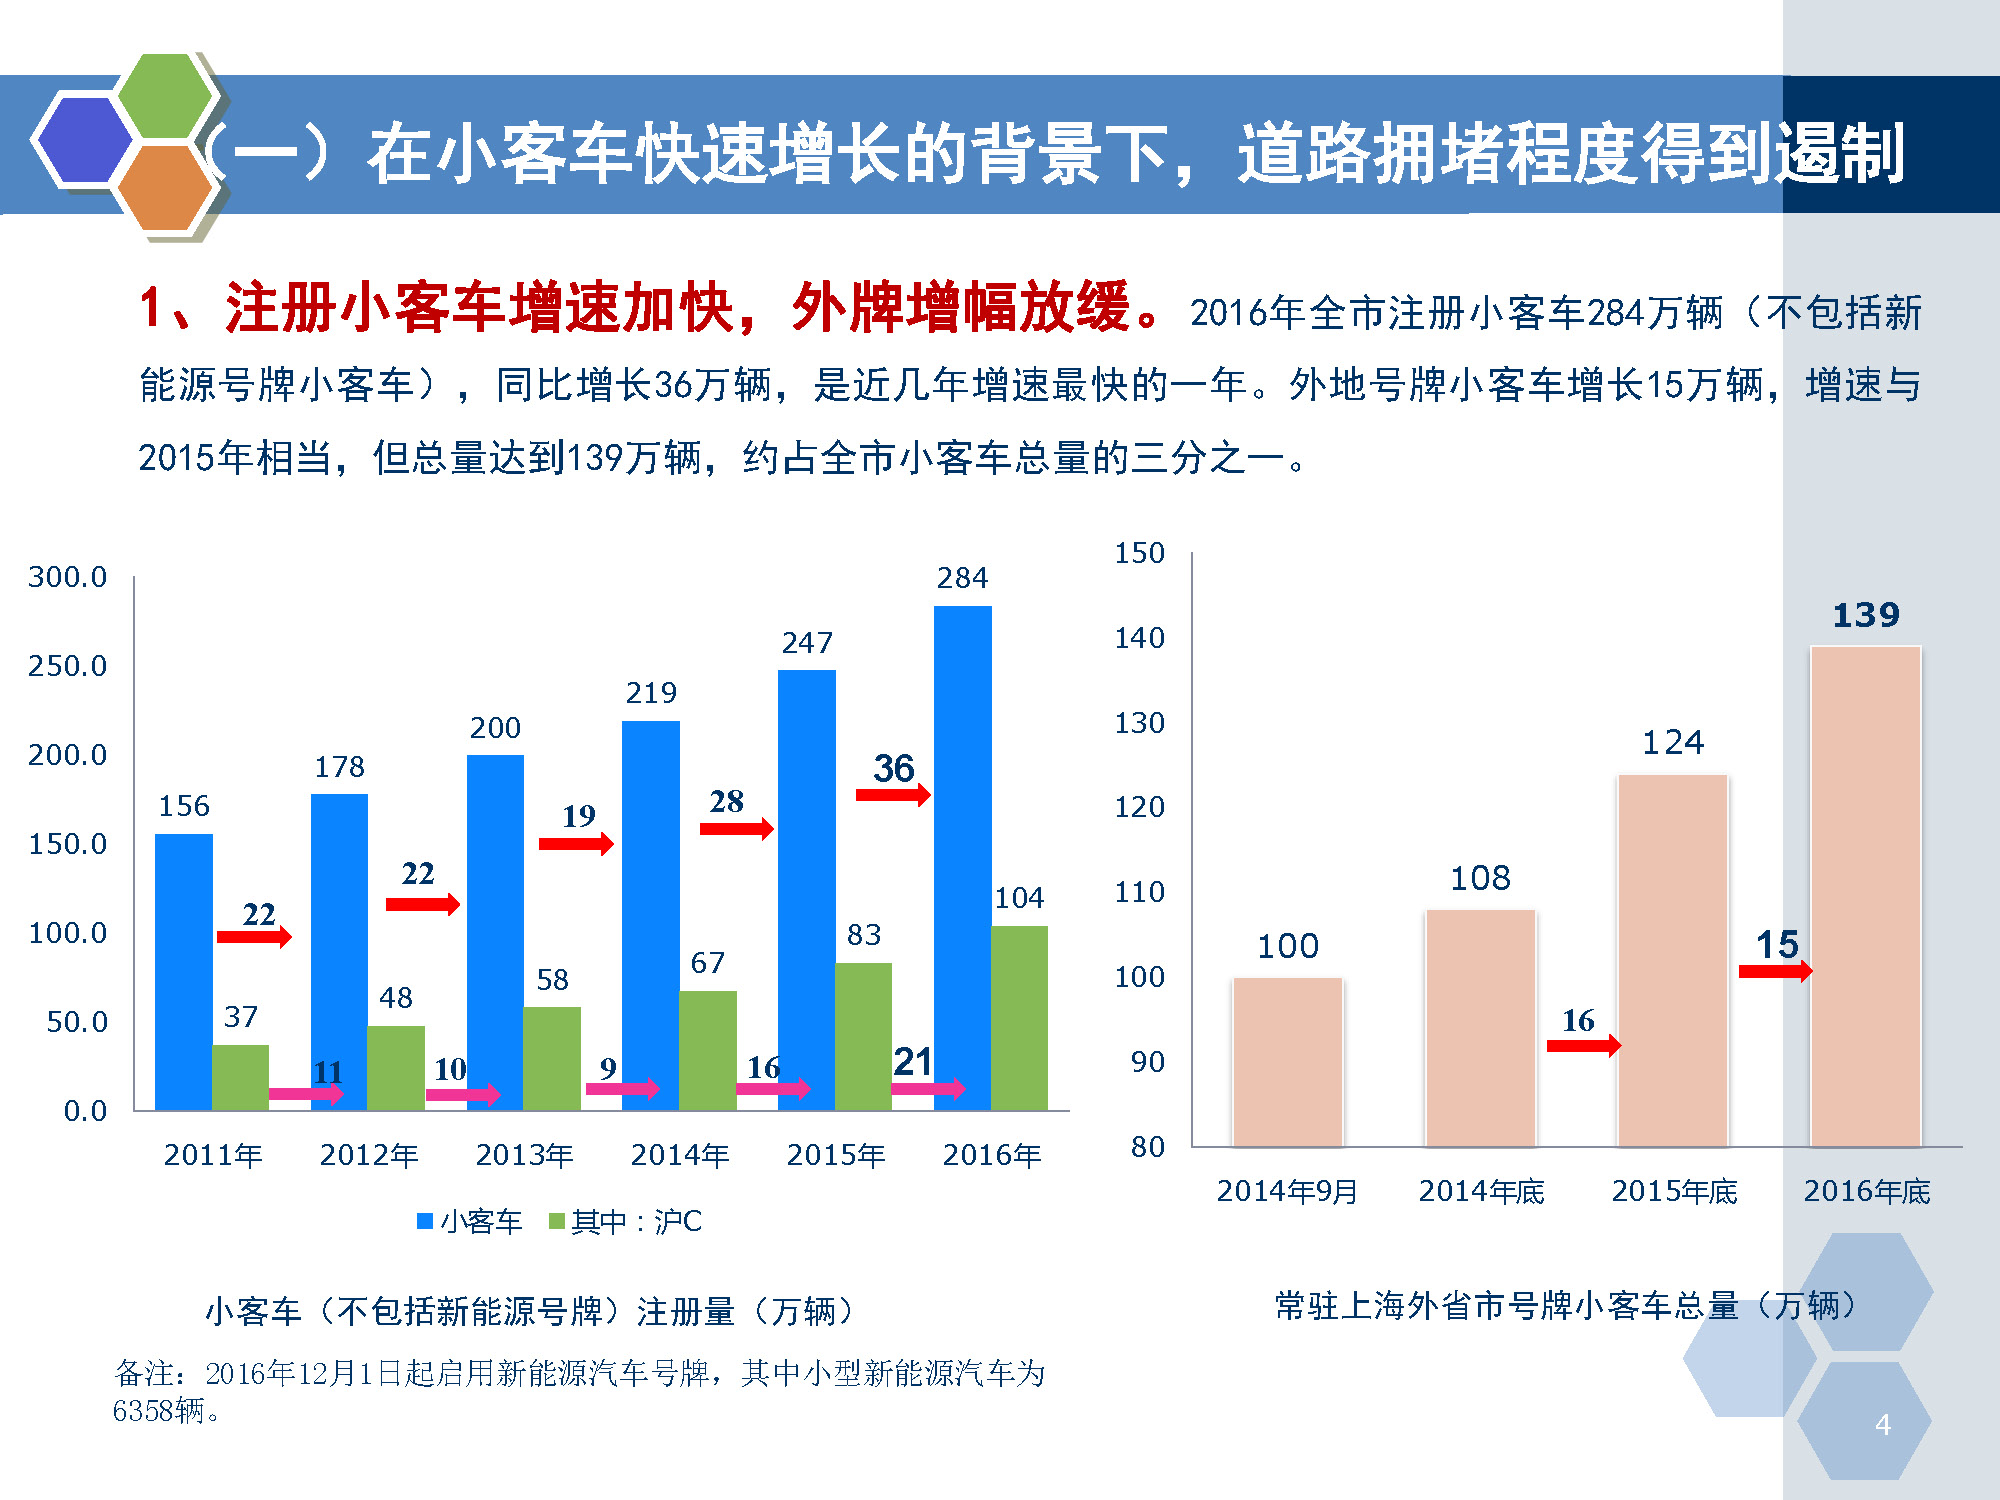 （一）在小客车快速增长的背景下，道路拥堵程度得到遏制
1、注册小客车增速加快，外牌增幅放缓。2016年全市注册小客车284万辆（不包括新
能源号牌小客车），同比增长36万辆，是近几年增速最快的一年。外地号牌小客车增长15万辆，增速与
2015年相当，但总量达到139万辆，约占全市小客车总量的三分之一。
300.0
250.0
200.0
150.0
100.0
50.0
0.0
156
178
200
219
247
284
37
48
58
67
83
104
22
22
19
28
36
11
10
9
16
21
2011年
2012年
2013年
2014年
2015年
2016年
小客车
其中：沪C
小客车（不包括新能源号牌）注册量（万辆）
备注：2016年12月1日起启用新能源汽车号牌，其中小型新能源汽车为
6358辆。
150
140
130
120
110
100
90
80
100
108
124
139
16
15
2014年9月
2014年底
2015年底
2016年底
常驻上海外省市号牌小客车总量（万辆）
4